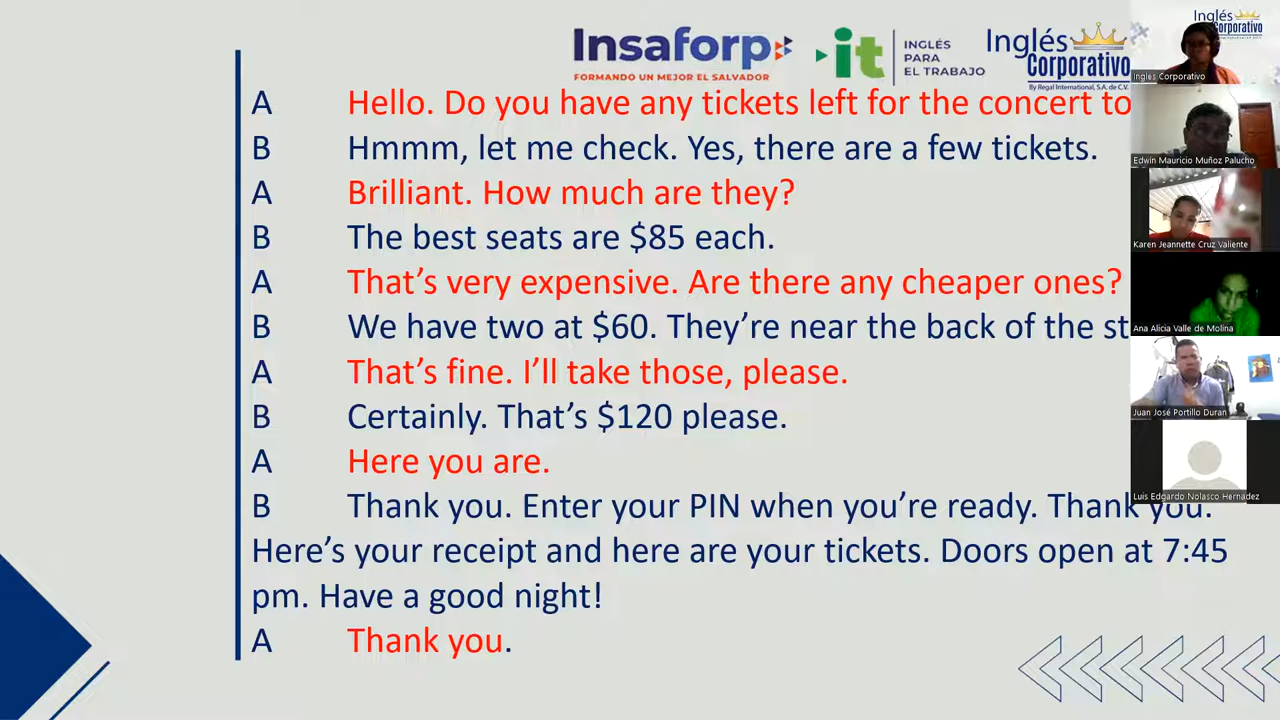 Insaforp
FORMANDO UN MEJOR EL SALVADOR
it
INGLÉS
PARA
EL TRABAJO
Inglés
Corporativo
By Regal International, S.A. de C.V.
Inglés
Corporativo
A Hello. Do you have any tickets left for the concert to
B Hmmm, let me check. Yes, there are a few tickets.
A Brilliant. How much are they?
B The best seats are $85 each.
A That's very expensive. Are there any cheaper ones?
B We have two at $60. They're near the back of the st
A That's fine. I'll take those, please.
B Certainly. That's $120 please.
A Here you are.
B Thank you. Enter your PIN when you're ready. Thank you.
Here's your receipt and here are your tickets. Doors open at 7:45
pm. Have a good night!
A Thank you.
Inglés Corporativo
Edwin Mauricio Muñoz Palucho
Karen Jeannette Cruz Valiente
Ana Alicia Valle de Molina
Juan José Portillo Duran
Luis Edgardo Nolasco Hernadez